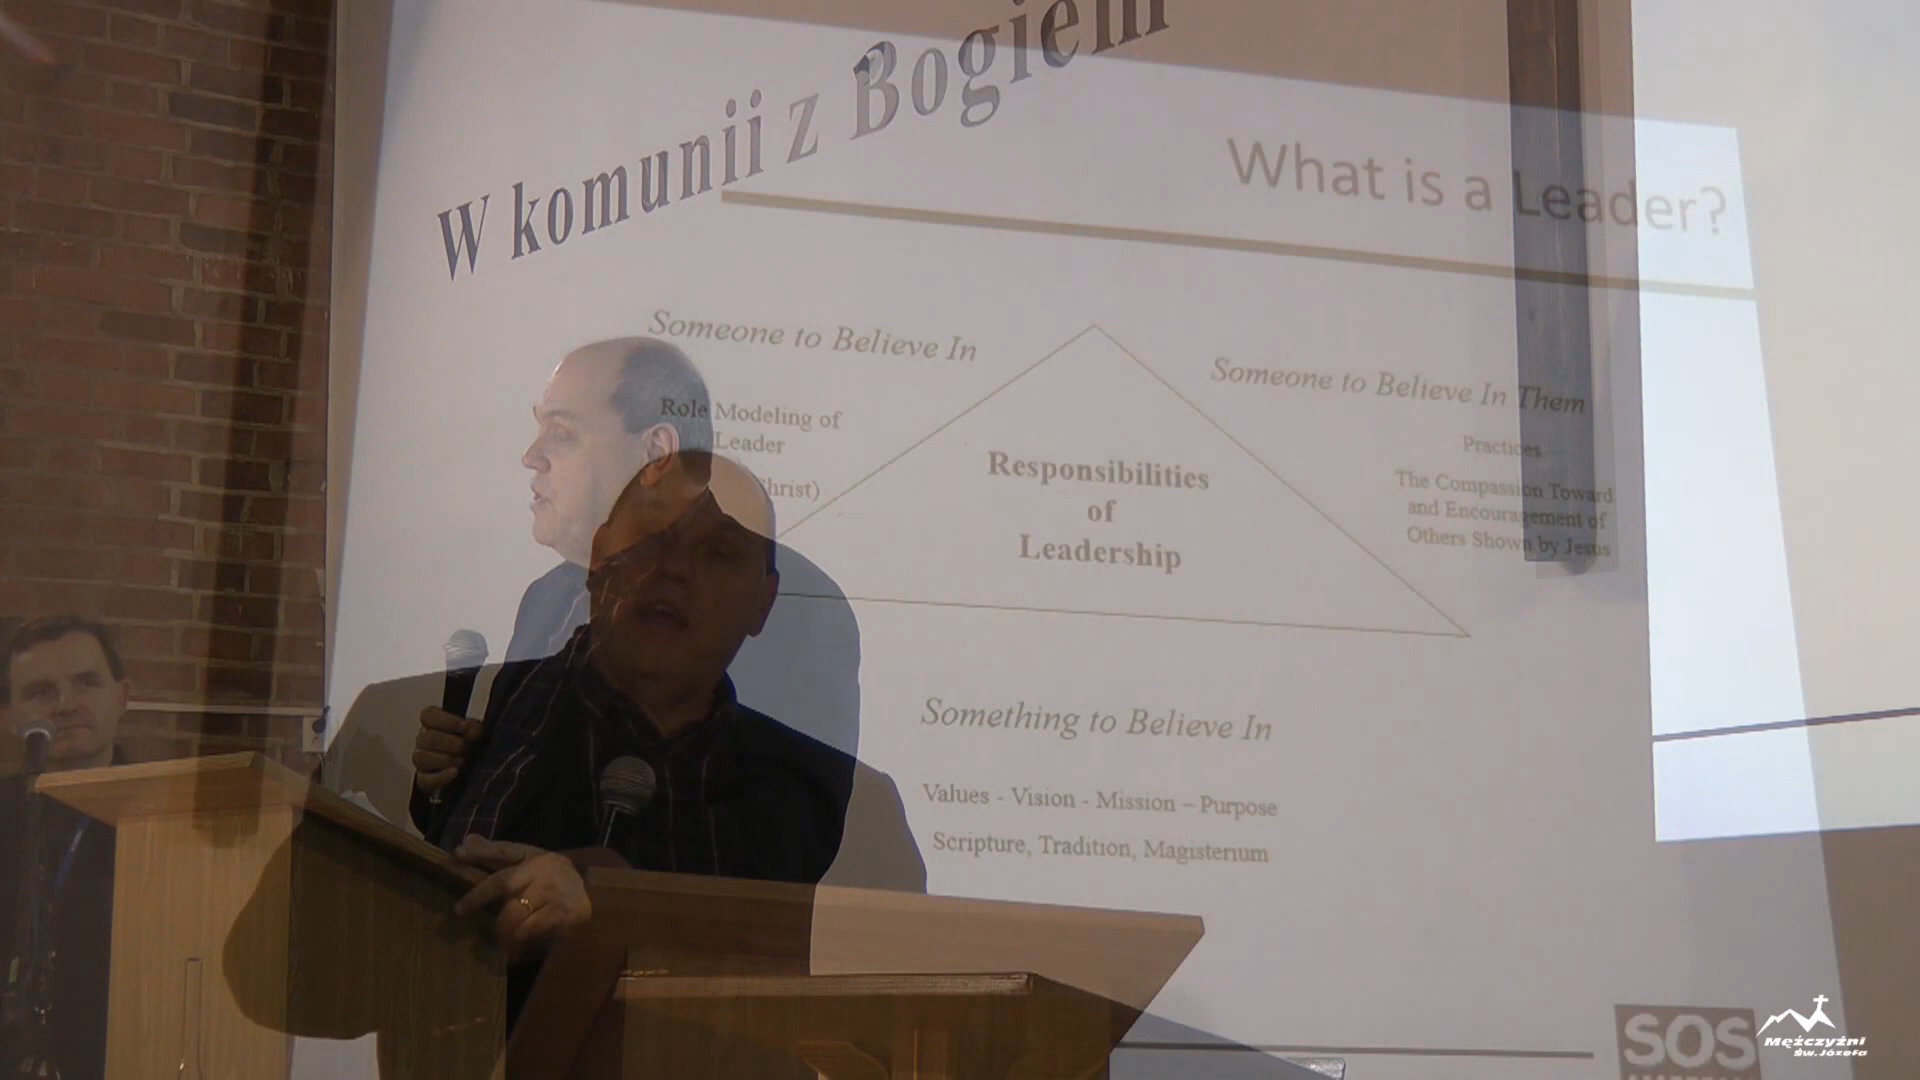 W komunii z Bogiem
What is a Leader?
Someone to Believe In
Role Modeling of
Leader
Christ)
Someone to Believe In Them
Practices
The Compassion Toward
and Encouragement of
Others Shown by Jesus
Responsibilities
of
Leadership
Something to Believe In
Values - Vision - Mission – Purpose
Scripture, Tradition, Magisterium
SOS
Mężczyźni
Św. Józefa